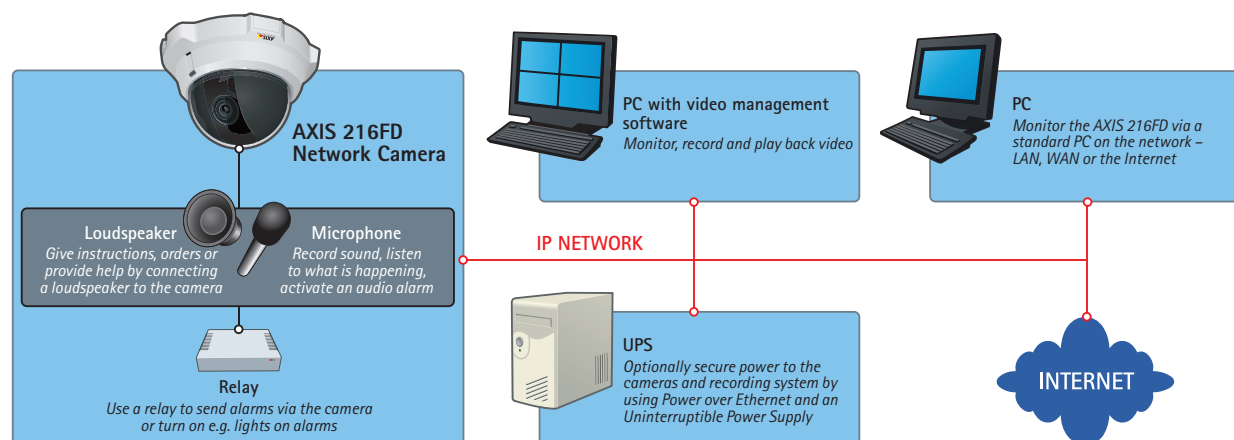 AXIS
AXIS 216FD
Network Camera
Loudspeaker
Give instructions, orders or
provide help by connecting
a loudspeaker to the camera
Microphone
Record sound, listen
to what is happening,
activate an audio alarm
Relay
Use a relay to send alarms via the camera
or turn on e.g. lights on alarms
PC with video management
software
Monitor, record and play back video
PC
Monitor the AXIS 216FD via a
standard PC on the network –
LAN, WAN or the Internet
IP NETWORK
UPS
Optionally secure power to the
cameras and recording system by
using Power over Ethernet and an
Uninterruptible Power Supply
INTERNET